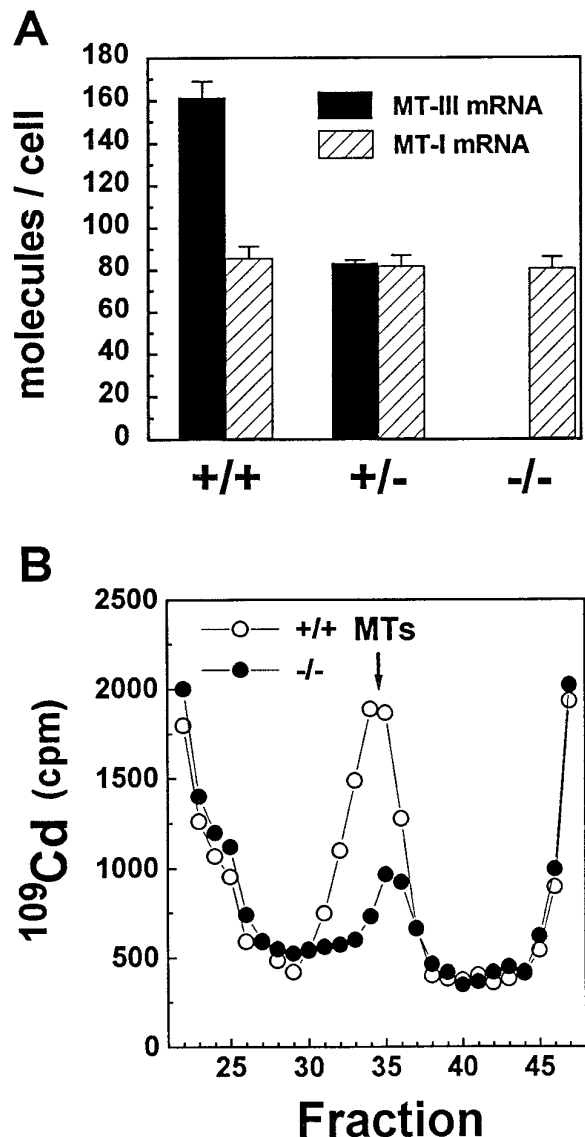 A
180
160
140
120
100
80
60
40
20
0
molecules / cell
MT-III mRNA
MT-I mRNA
+/+ +/- -/-
B
2500
2000
1500
1000
500
0
109Cd (cpm)
+/+ MTs
-/-
25 30 35 40 45
Fraction